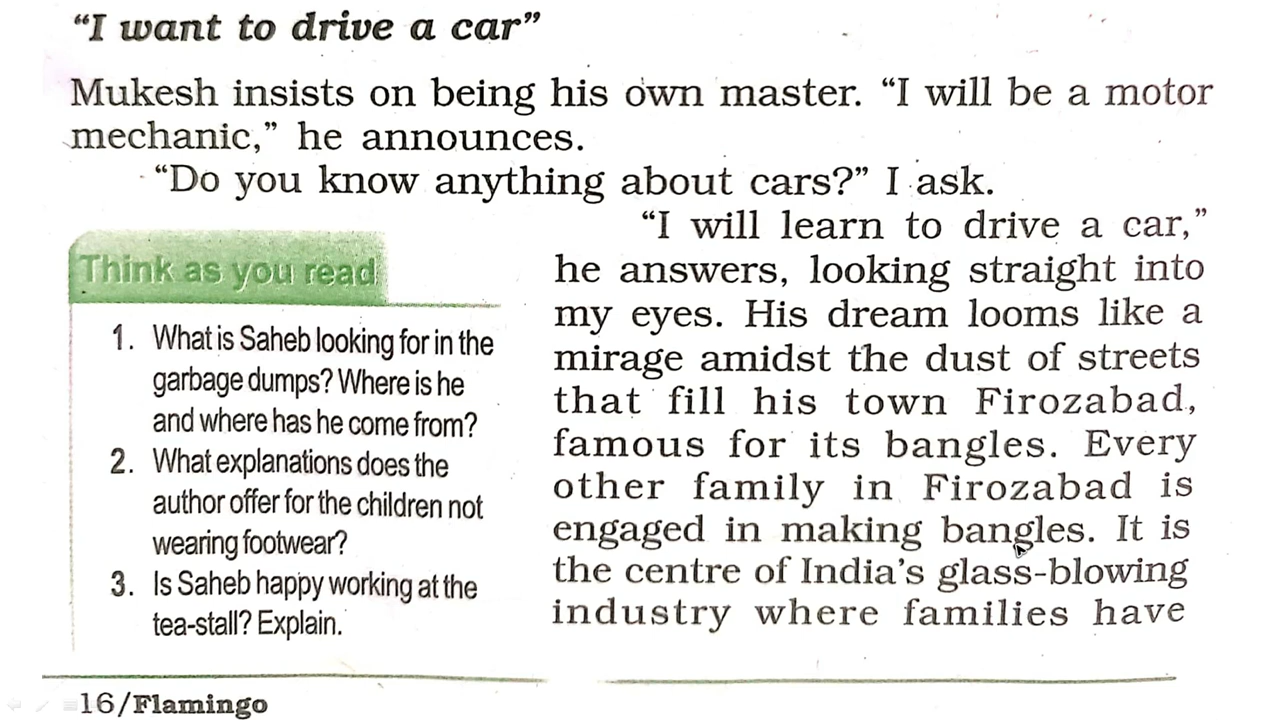 “I want to drive a car”
Mukesh insists on being his own master. “I will be a motor
mechanic,” he announces.
“Do you know anything about cars?” I ask.
“I will learn to drive a car,”
he answers, looking straight into
my eyes. His dream looms like a
mirage amidst the dust of streets
that fill his town Firozabad,
famous for its bangles. Every
other family in Firozabad is
engaged in making bangles. It is
the centre of India’s glass-blowing
industry where families have
Think as you read
1. What is Saheb looking for in the
garbage dumps? Where is he
and where has he come from?
2. What explanations does the
author offer for the children not
wearing footwear?
3. Is Saheb happy working at the
tea-stall? Explain.
16/Flamingo